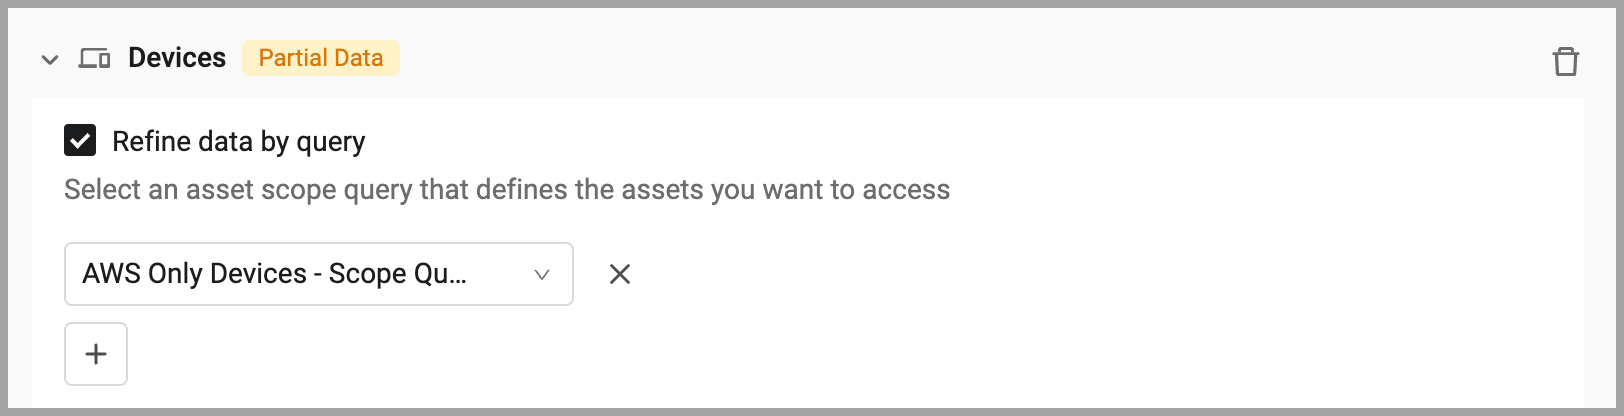 Devices Partial Data
Refine data by query
Select an asset scope query that defines the assets you want to access
AWS Only Devices - Scope Qu...